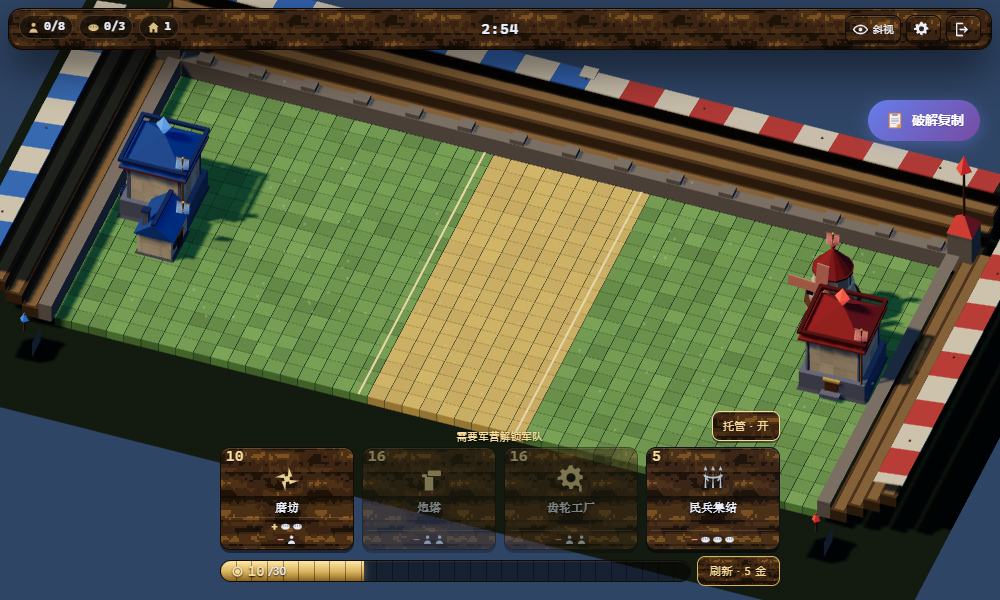 0/8 0/3 1
2:54
斜视
破解复制
托管 · 开
需要军营解锁军队
10
磨坊
16
炮塔
16
齿轮工厂
5
民兵集结
10/30
刷新 · 5 金